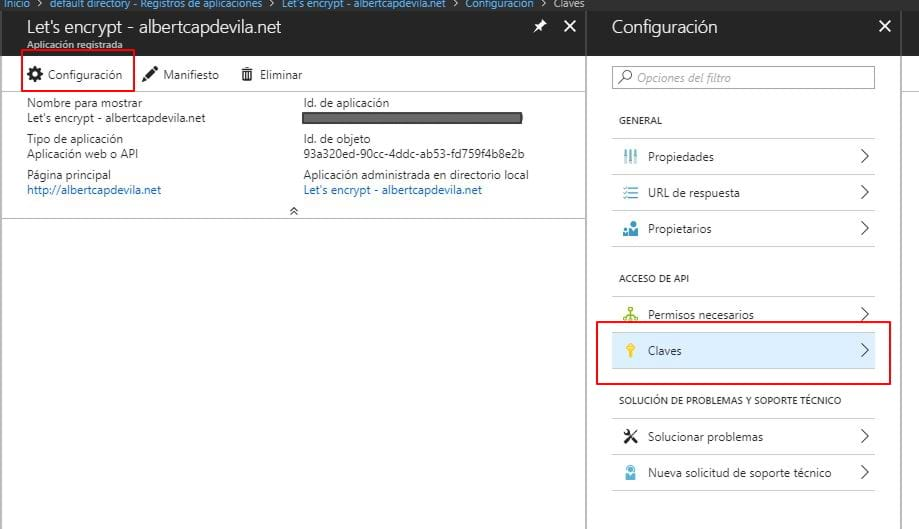 Inicio > default directory - Registros de aplicaciones > Let's encrypt - albertcapdevila.net > Configuración > Claves
Let's encrypt - albertcapdevila.net
Aplicación registrada
Configuración
Manifiesto
Eliminar
Nombre para mostrar
Let's encrypt - albertcapdevila.net
Id. de aplicación
Tipo de aplicación
Aplicación web o API
Id. de objeto
93a320ed-90cc-4ddc-ab53-fd759f4b8e2b
Página principal
http://albertcapdevila.net
Aplicación administrada en directorio local
Let's encrypt - albertcapdevila.net
Configuración
Opciones del filtro
GENERAL
Propiedades
URL de respuesta
Propietarios
ACCESO DE API
Permisos necesarios
Claves
SOLUCIÓN DE PROBLEMAS Y SOPORTE TÉCNICO
Solucionar problemas
Nueva solicitud de soporte técnico